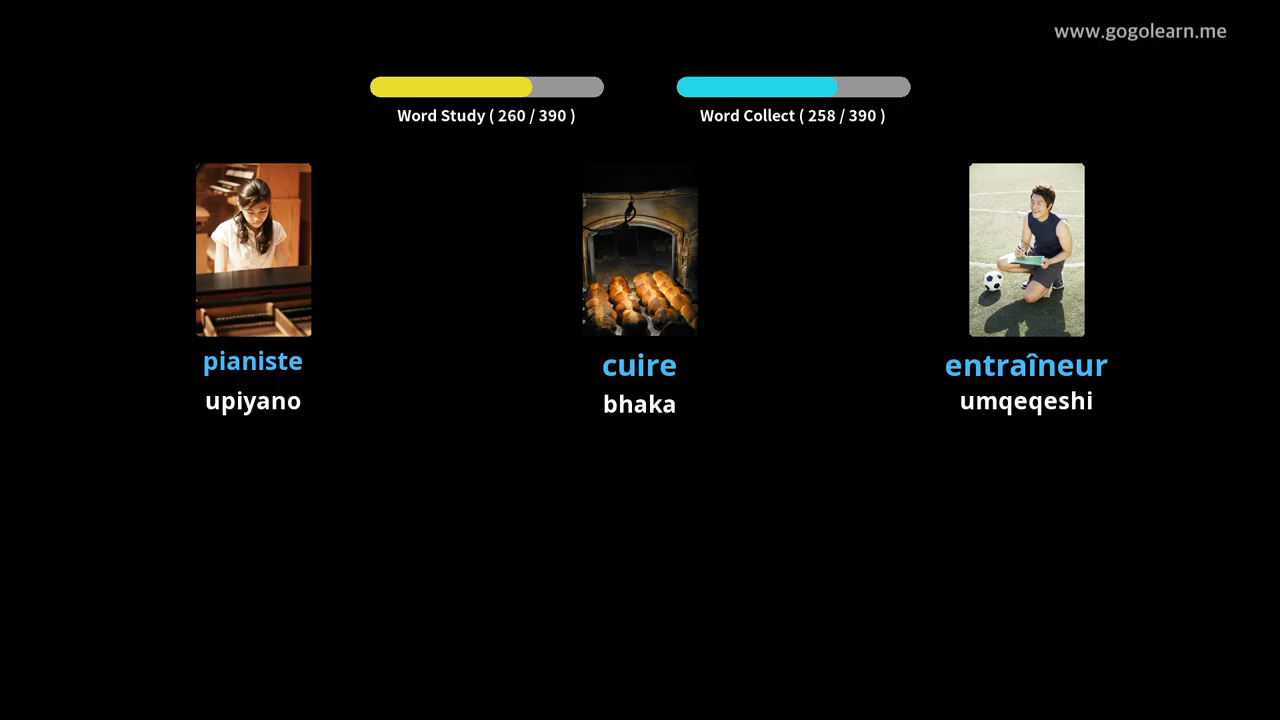 www.gogolearn.me
Word Study ( 260 / 390 )
Word Collect ( 258 / 390 )
pianiste
cuire
entraîneur
upiyano
bhaka
umqeqeshi